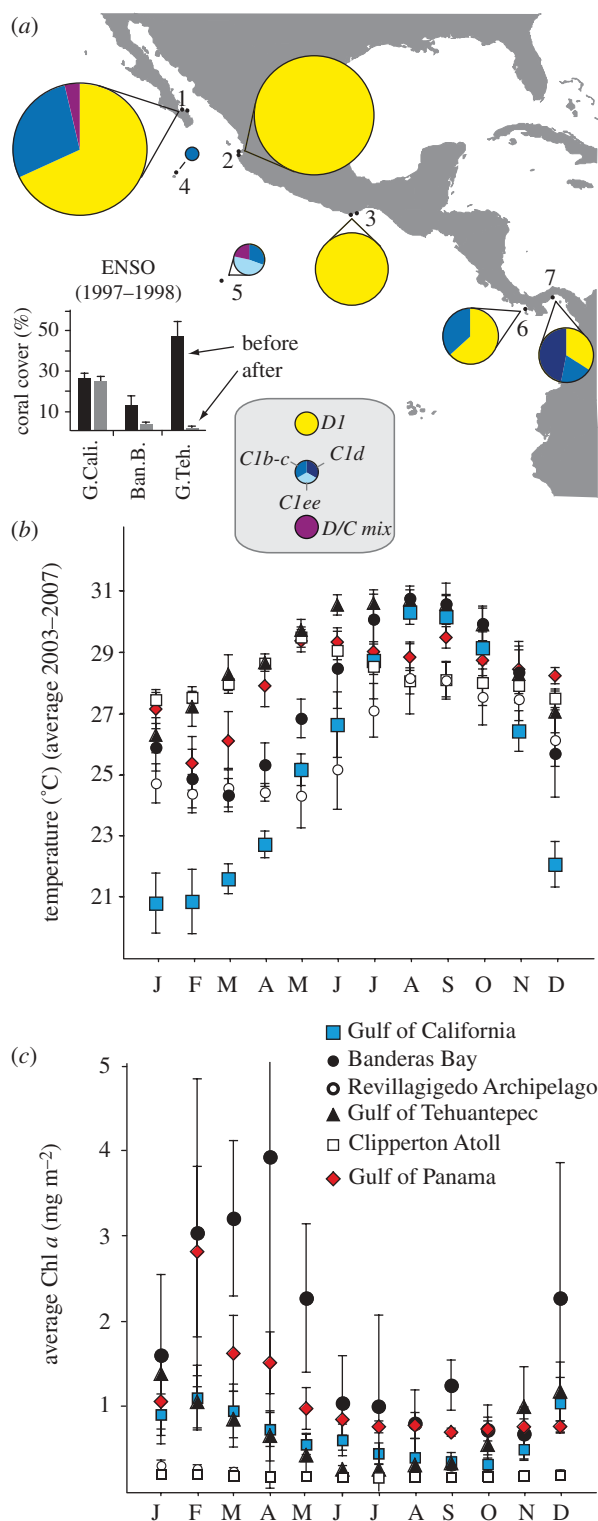 (a)
1
2
3
4
5
6
7
ENSO
(1997–1998)
coral cover (%)
50
30
10
before
after
G.Cali.
Ban.B.
G.Teh.
D1
C1b-c
C1d
C1ee
D/C mix
(b)
temperature (°C) (average 2003–2007)
31
29
27
25
23
21
J F M A M J J A S O N D
(c)
Gulf of California
Banderas Bay
Revillagigedo Archipelago
Gulf of Tehuantepec
Clipperton Atoll
Gulf of Panama
average Chl a (mg m−2)
5
4
3
2
1
J F M A M J J A S O N D